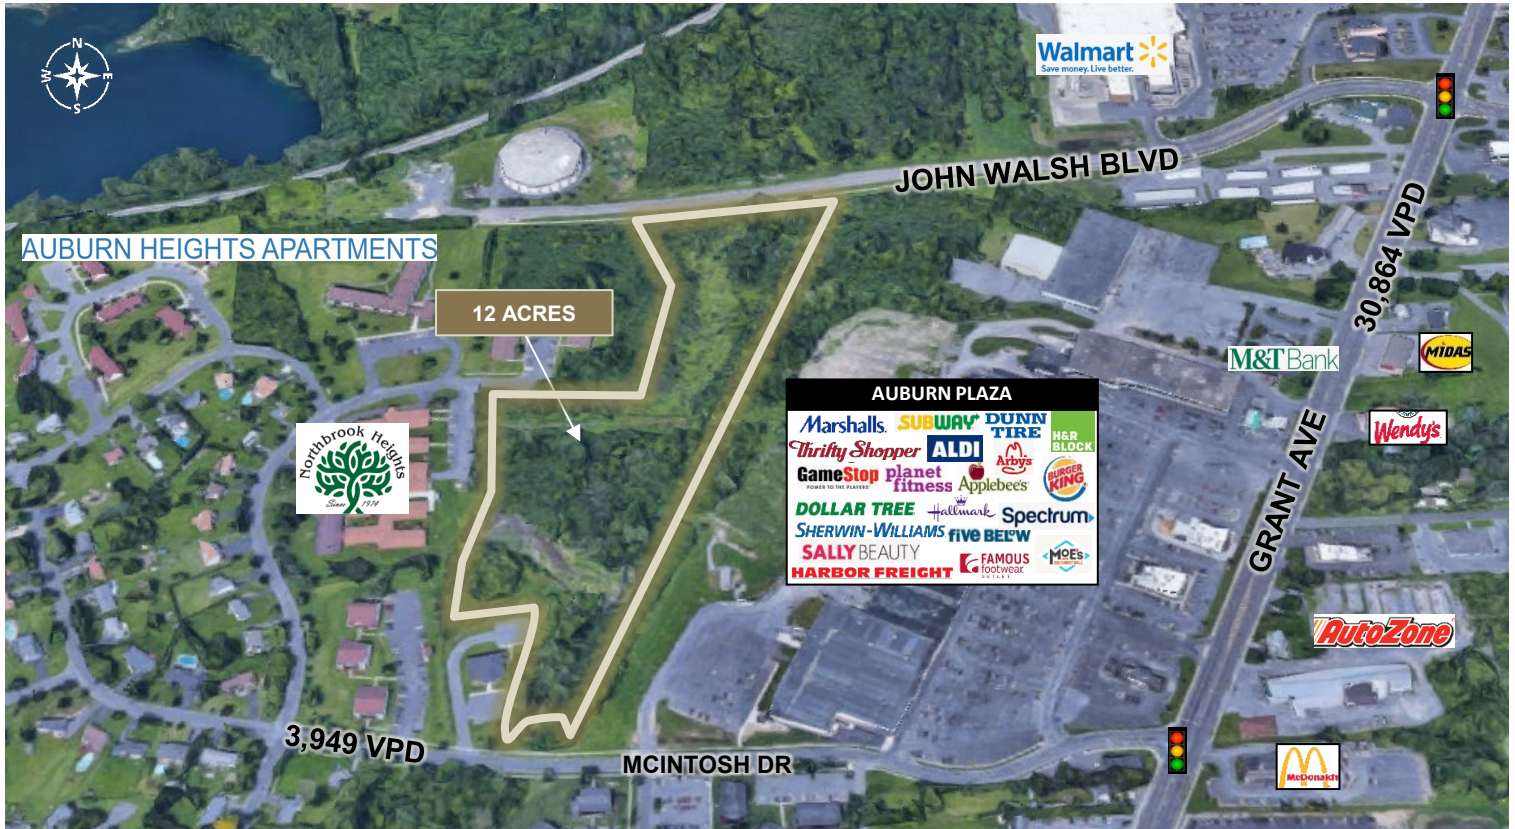 N
W E
S
Walmart
Save money. Live better.
JOHN WALSH BLVD
AUBURN HEIGHTS APARTMENTS
12 ACRES
30,864 VPD
M&T Bank
MIDAS
Wendy's
Northbrook Heights
Since 1974
AUBURN PLAZA
Marshalls. SUBWAY DUNN TIRE
H&R BLOCK
Thrifty Shopper ALDI Arby's
GameStop
POWER TO THE PLAYERS
planet fitness Applebee's BURGER KING
DOLLAR TREE Hallmark Spectrum
SHERWIN-WILLIAMS five BELOW
SALLY BEAUTY FAMOUS footwear OUTLET MOE'S
HARBOR FREIGHT
GRANT AVE
AutoZone
3,949 VPD
MCINTOSH DR
McDonald's